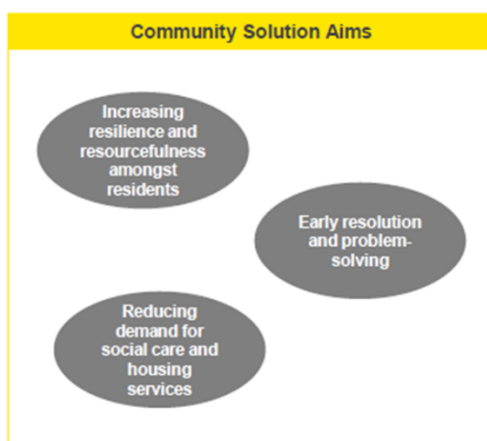 Community Solution Aims
Increasing
resilience and
resourcefulness
amongst
residents
Early resolution
and problem-
solving
Reducing
demand for
social care and
housing
services